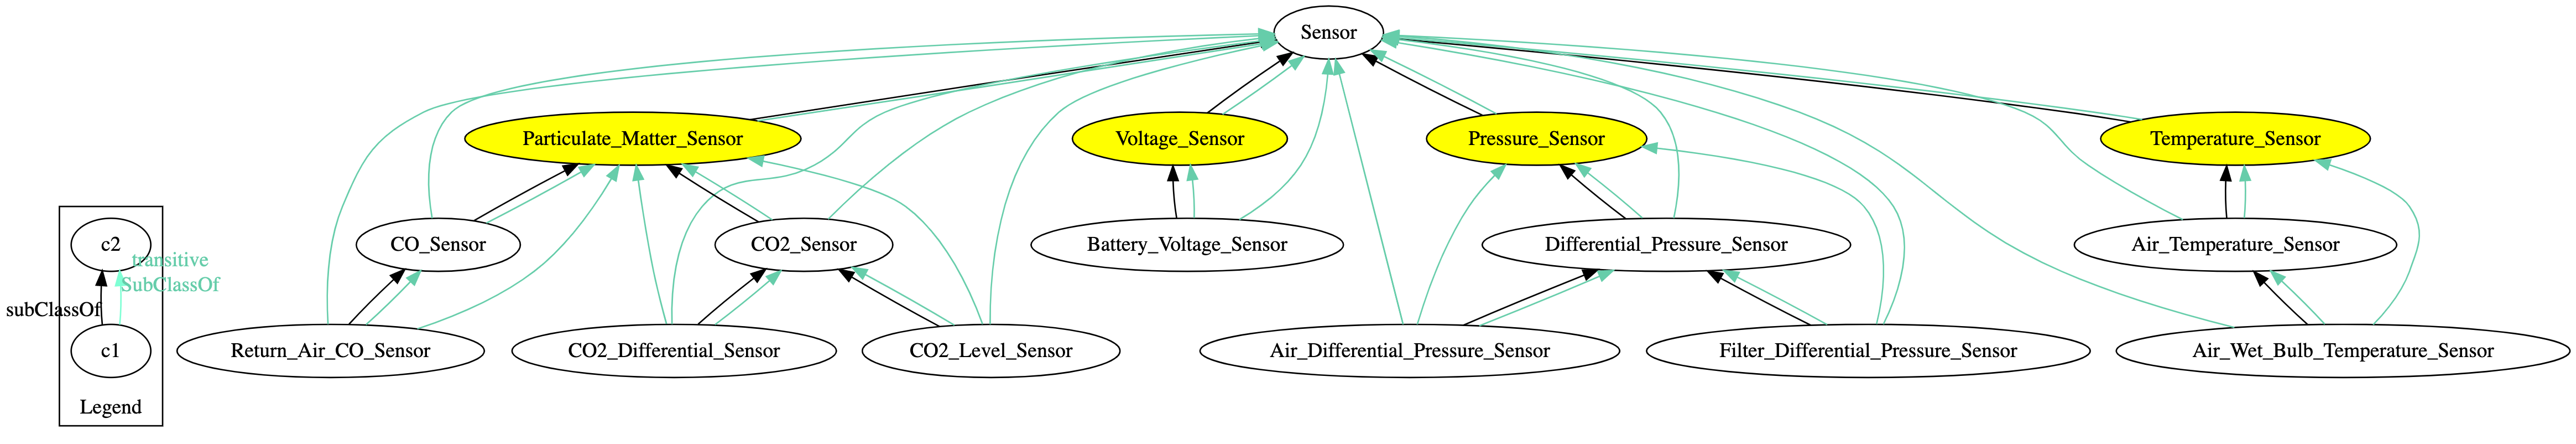 Sensor
Particulate_Matter_Sensor
Voltage_Sensor
Pressure_Sensor
Temperature_Sensor
CO_Sensor
CO2_Sensor
Battery_Voltage_Sensor
Differential_Pressure_Sensor
Air_Temperature_Sensor
Return_Air_CO_Sensor
CO2_Differential_Sensor
CO2_Level_Sensor
Air_Differential_Pressure_Sensor
Filter_Differential_Pressure_Sensor
Air_Wet_Bulb_Temperature_Sensor
c2
transitive
SubClassOf
subClassOf
c1
Legend